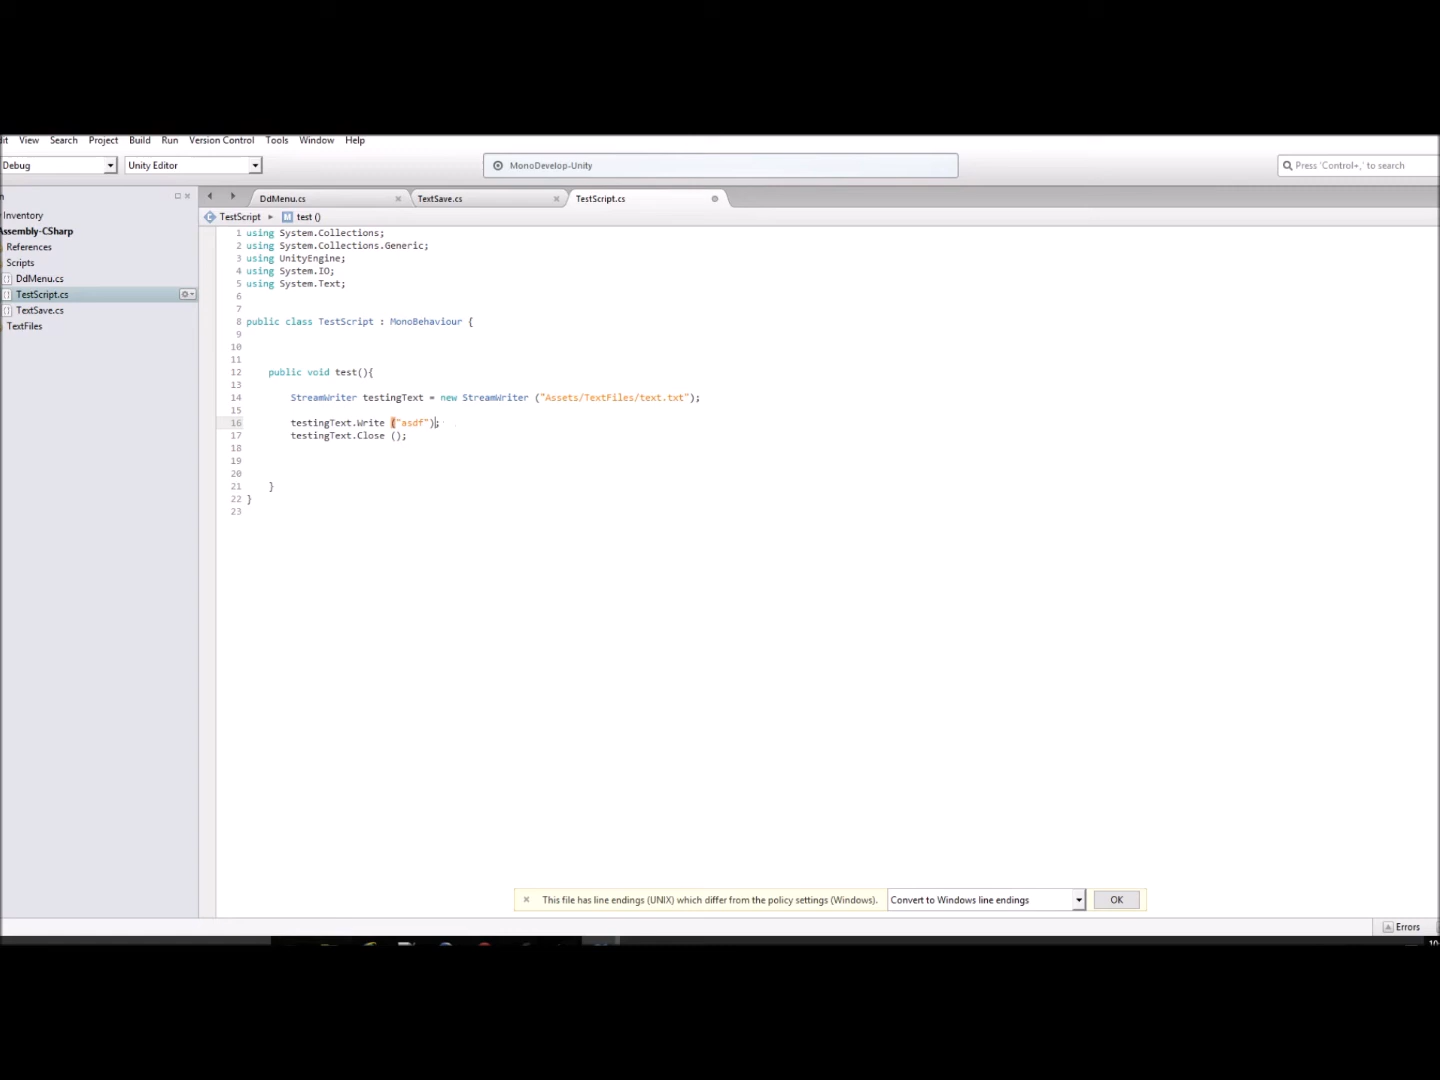 it View Search Project Build Run Version Control Tools Window Help
Debug Unity Editor MonoDevelop-Unity Press 'Control+,' to search
n
DdMenu.cs TextSave.cs TestScript.cs
Inventory
TestScript test ()
Assembly-CSharp
References
Scripts
DdMenu.cs
TestScript.cs
TextSave.cs
TextFiles
1 using System.Collections;
2 using System.Collections.Generic;
3 using UnityEngine;
4 using System.IO;
5 using System.Text;
6
7
8 public class TestScript : MonoBehaviour {
9
10
11
12 public void test(){
13
14 StreamWriter testingText = new StreamWriter ("Assets/TextFiles/text.txt");
15
16 testingText.Write ("asdf");
17 testingText.Close ();
18
19
20
21 }
22 }
23
This file has line endings (UNIX) which differ from the policy settings (Windows). Convert to Windows line endings OK
Errors
10